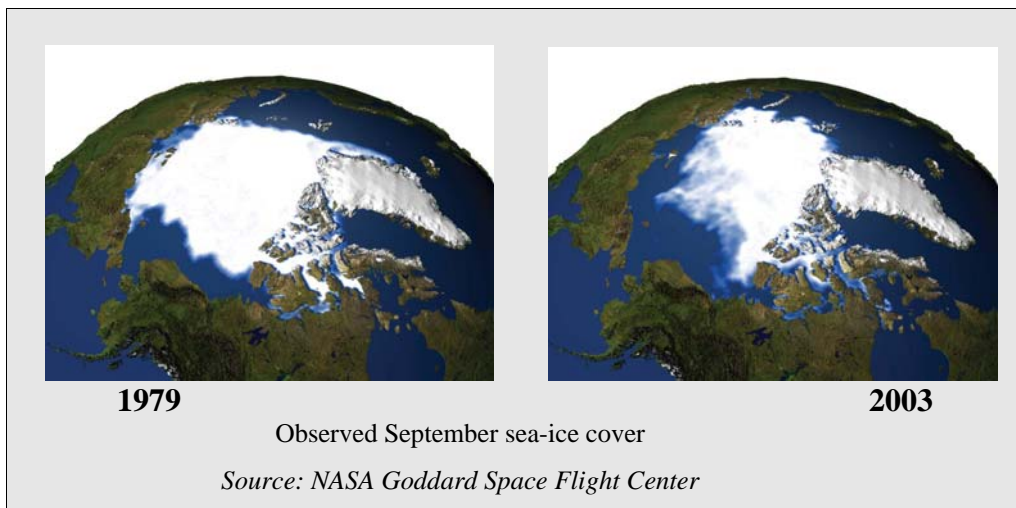 1979
2003
Observed September sea-ice cover
Source: NASA Goddard Space Flight Center